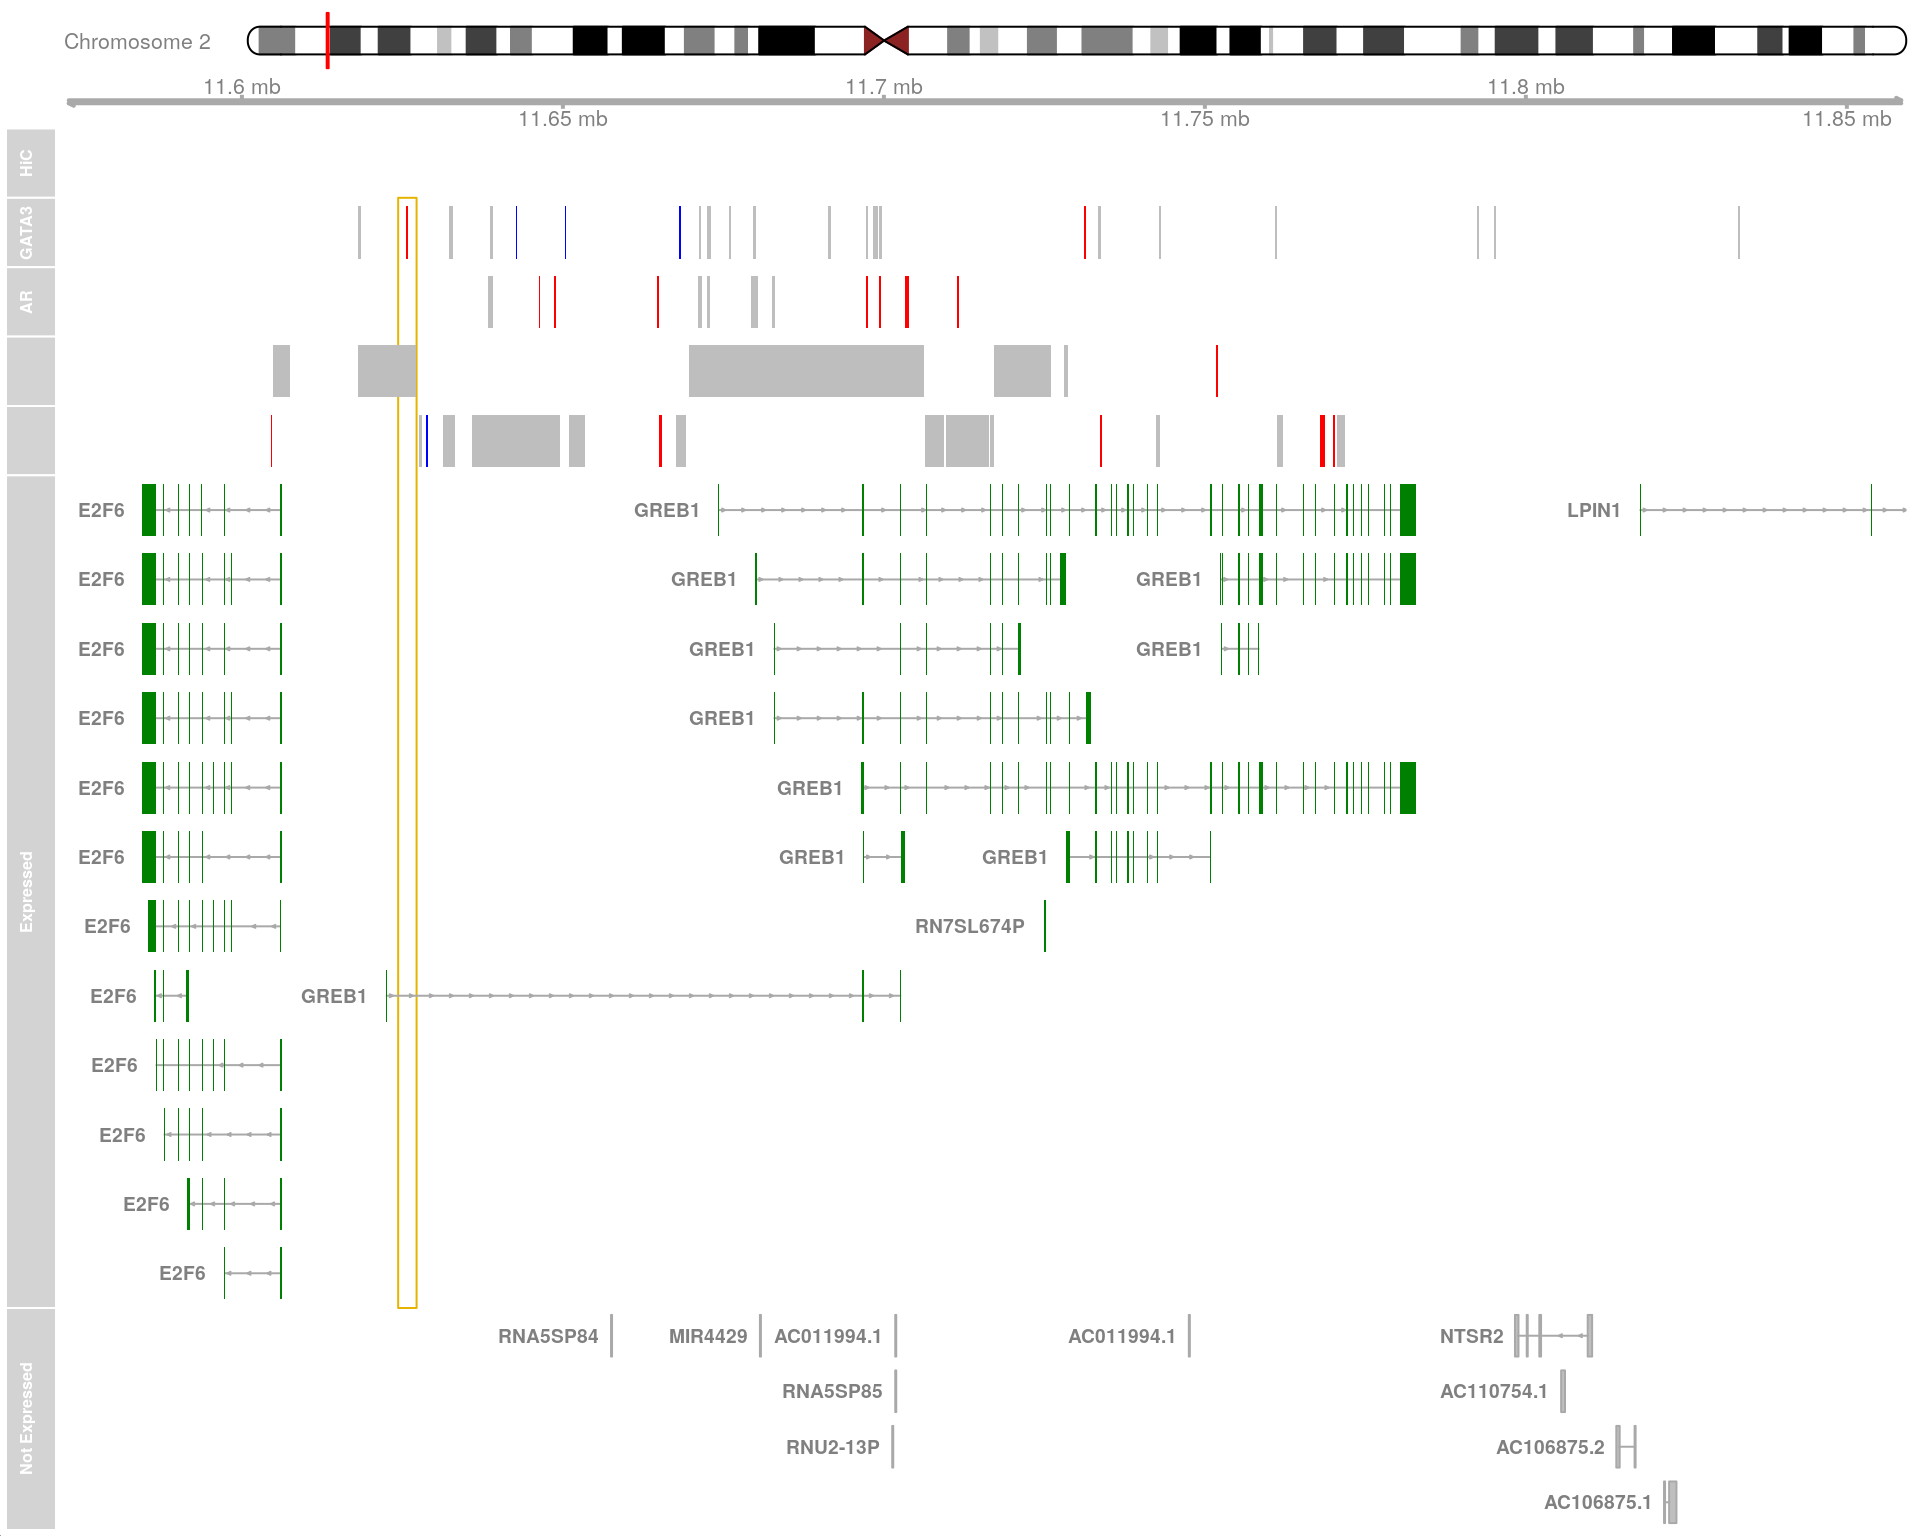 Chromosome 2
11.6 mb 11.7 mb 11.8 mb
11.65 mb 11.75 mb 11.85 mb
HiC
GATA3
AR
Expressed
E2F6 GREB1 LPIN1
E2F6 GREB1 GREB1
E2F6 GREB1 GREB1
E2F6 GREB1
E2F6 GREB1
E2F6 GREB1 GREB1
E2F6 RN7SL674P
E2F6 GREB1
E2F6
E2F6
E2F6
E2F6
Not Expressed
RNA5SP84 MIR4429 AC011994.1 AC011994.1 NTSR2
RNA5SP85 AC110754.1
RNU2-13P AC106875.2
AC106875.1